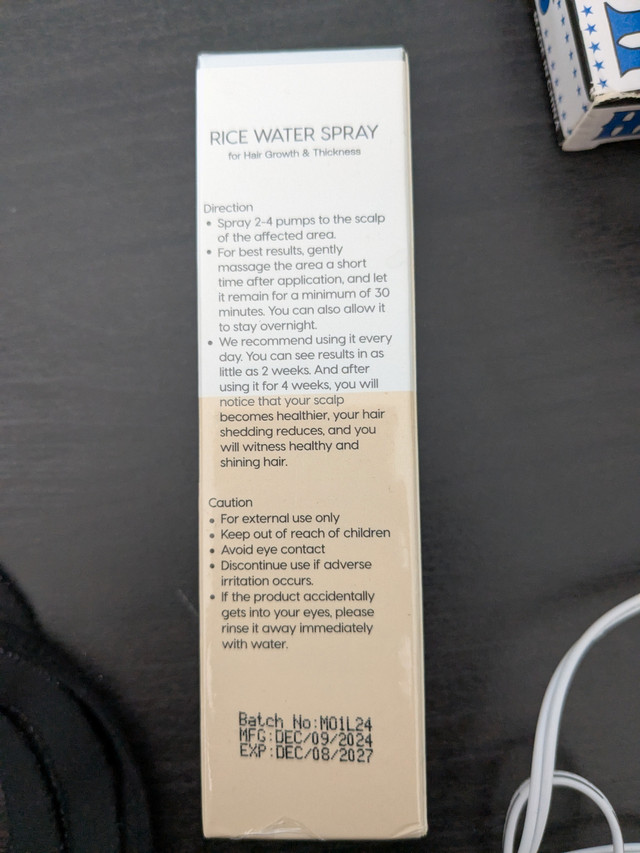 RICE WATER SPRAY
for Hair Growth & Thickness
Direction
• Spray 2-4 pumps to the scalp
of the affected area.
• For best results, gently
massage the area a short
time after application, and let
it remain for a minimum of 30
minutes. You can also allow it
to stay overnight.
• We recommend using it every
day. You can see results in as
little as 2 weeks. And after
using it for 4 weeks, you will
notice that your scalp
becomes healthier, your hair
shedding reduces, and you
will witness healthy and
shining hair.
Caution
• For external use only
• Keep out of reach of children
• Avoid eye contact
• Discontinue use if adverse
irritation occurs.
• If the product accidentally
gets into your eyes, please
rinse it away immediately
with water.
Batch No:M01L24
MFG:DEC/09/2024
EXP:DEC/08/2027